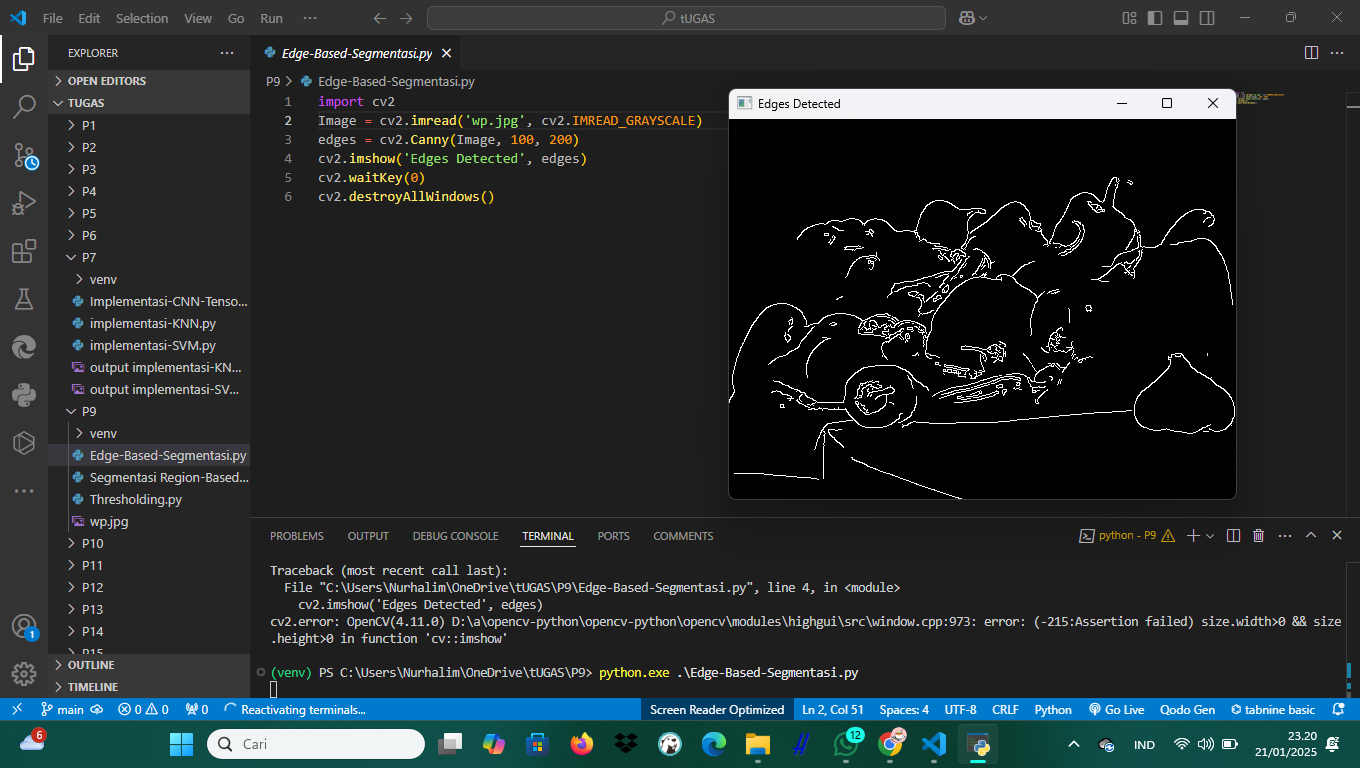 File Edit Selection View Go Run ···
tUGAS
EXPLORER
OPEN EDITORS
TUGAS
P1
P2
P3
P4
P5
P6
P7
venv
Implementasi-CNN-Tenso...
implementasi-KNN.py
implementasi-SVM.py
output implementasi-KN...
output implementasi-SV...
P9
venv
Edge-Based-Segmentasi.py
Segmentasi Region-Based...
Thresholding.py
wp.jpg
P10
P11
P12
P13
P14
P15
OUTLINE
TIMELINE
1
Edge-Based-Segmentasi.py
P9 > Edge-Based-Segmentasi.py
1 import cv2
2 Image = cv2.imread('wp.jpg', cv2.IMREAD_GRAYSCALE)
3 edges = cv2.Canny(Image, 100, 200)
4 cv2.imshow('Edges Detected', edges)
5 cv2.waitKey(0)
6 cv2.destroyAllWindows()
Edges Detected
PROBLEMS OUTPUT DEBUG CONSOLE TERMINAL PORTS COMMENTS
python - P9
Traceback (most recent call last):
File "C:\Users\Nurhalim\OneDrive\tUGAS\P9\Edge-Based-Segmentasi.py", line 4, in <module>
cv2.imshow('Edges Detected', edges)
cv2.error: OpenCV(4.11.0) D:\a\opencv-python\opencv-python\opencv\modules\highgui\src\window.cpp:973: error: (-215:Assertion failed) size.width>0 && size
.height>0 in function 'cv::imshow'
(venv) PS C:\Users\Nurhalim\OneDrive\tUGAS\P9> python.exe .\Edge-Based-Segmentasi.py
main 0 0 0 Reactivating terminals... Screen Reader Optimized Ln 2, Col 51 Spaces: 4 UTF-8 CRLF Python Go Live Qodo Gen tabnine basic
6
Cari
12
IND
23.20
21/01/2025